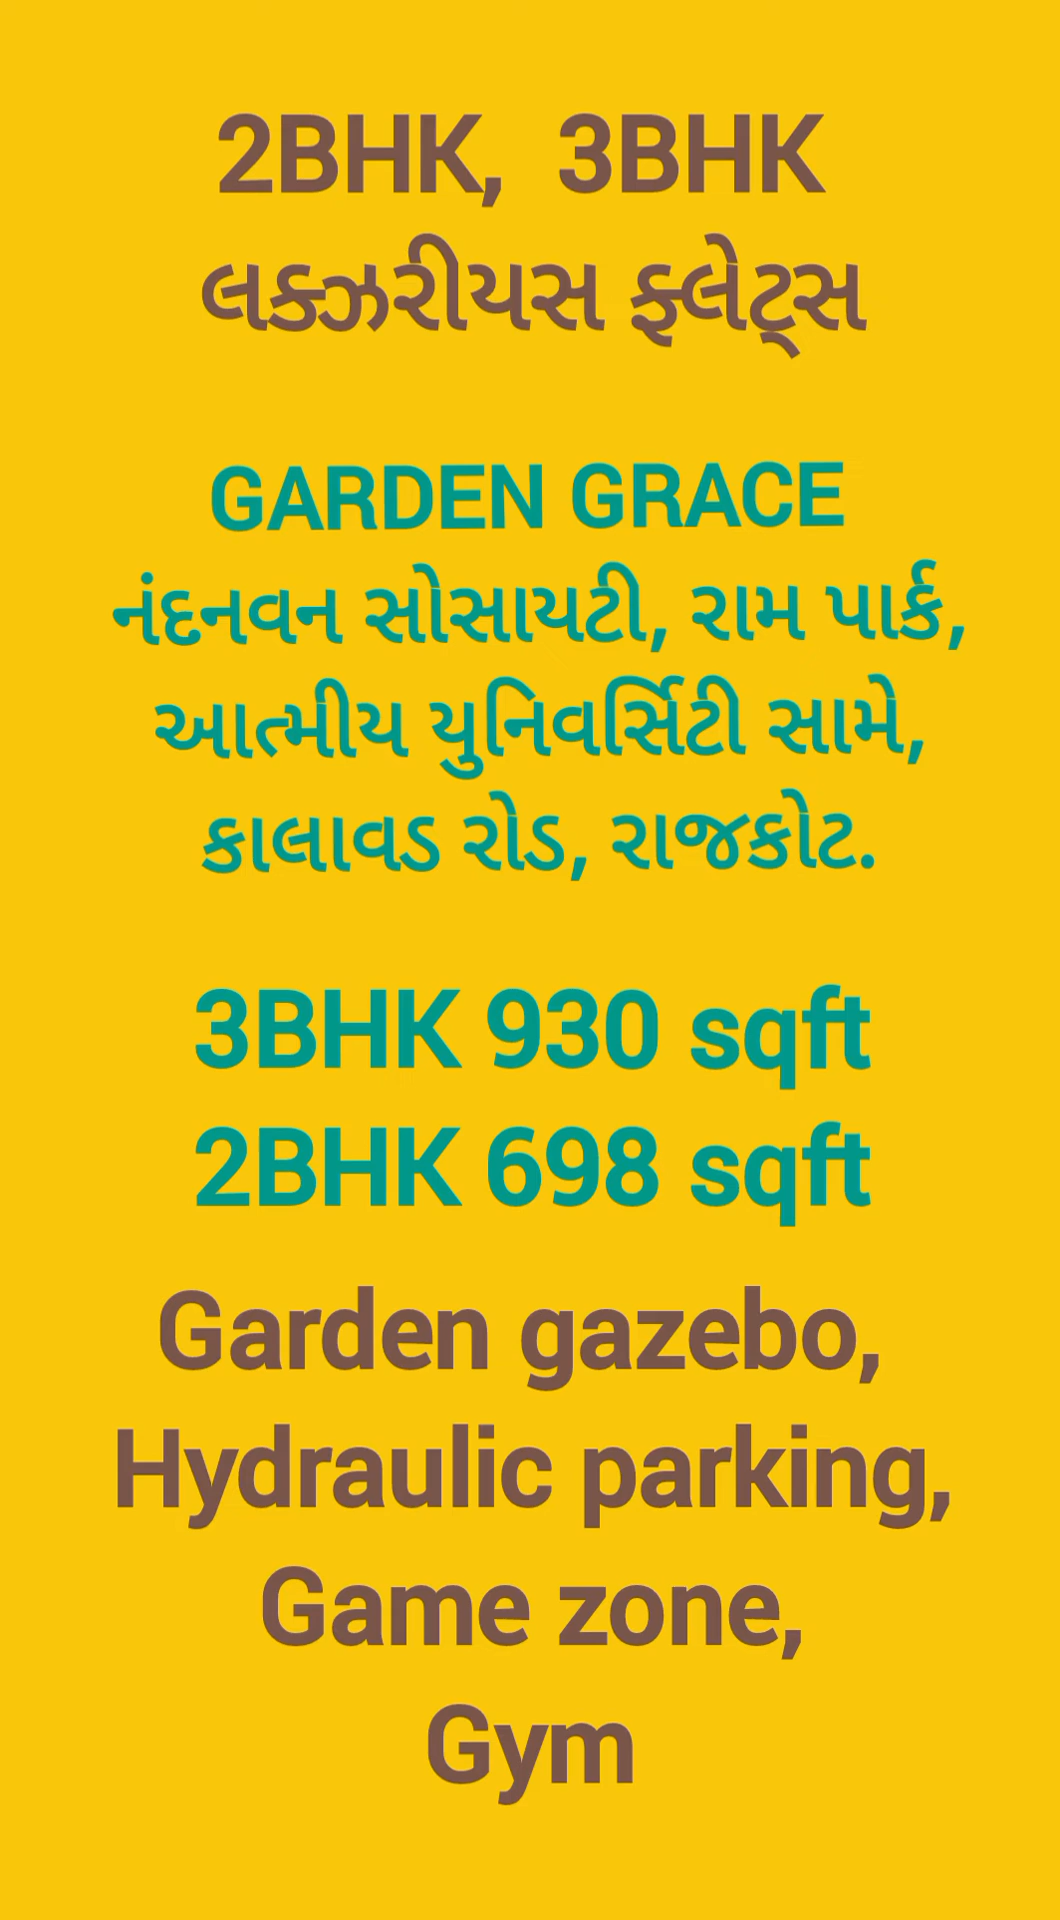 2BHK, 3BHK
લક્ઝરીયસ ફ્લેટ્સ
GARDEN GRACE
નંદનવન સોસાયટી, રામ પાર્ક,
આત્મીય યુનિવર્સિટી સામે,
કાલાવડ રોડ, રાજકોટ.
3BHK 930 sqft
2BHK 698 sqft
Garden gazebo,
Hydraulic parking,
Game zone,
Gym